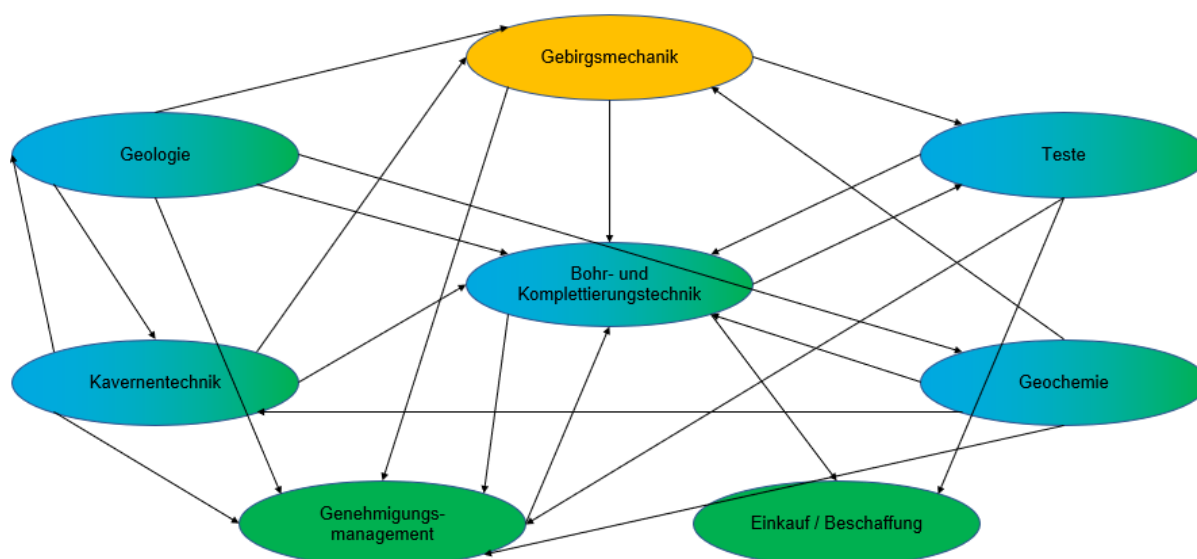 Gebirgsmechanik
Geologie
Teste
Bohr- und
Komplettierungstechnik
Kavernentechnik
Geochemie
Genehmigungs-
management
Einkauf / Beschaffung